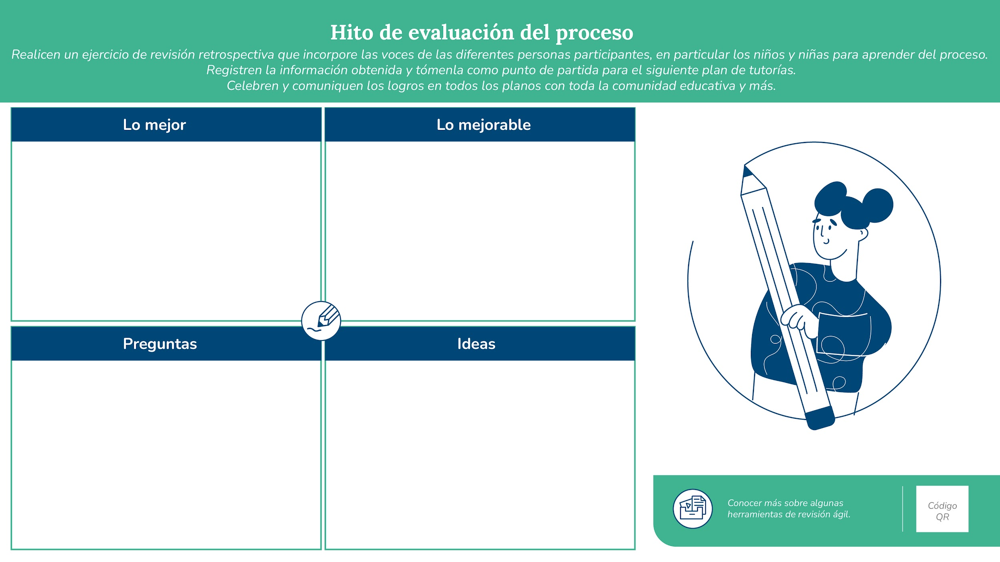 Hito de evaluación del proceso
Realicen un ejercicio de revisión retrospectiva que incorpore las voces de las diferentes personas participantes, en particular los niños y niñas para aprender del proceso.
Registren la información obtenida y tómenla como punto de partida para el siguiente plan de tutorías.
Celebren y comuniquen los logros en todos los planos con toda la comunidad educativa y más.
Lo mejor
Lo mejorable
Preguntas
Ideas
Conocer más sobre algunas
herramientas de revisión ágil.
Código
QR